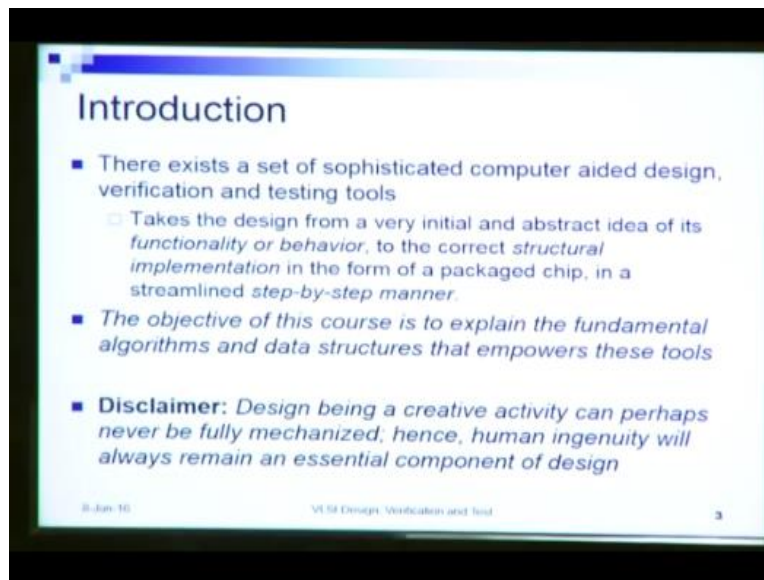 Introduction
There exists a set of sophisticated computer aided design,
verification and testing tools
Takes the design from a very initial and abstract idea of its
functionality or behavior, to the correct structural
implementation in the form of a packaged chip, in a
streamlined step-by-step manner.
The objective of this course is to explain the fundamental
algorithms and data structures that empowers these tools
Disclaimer: Design being a creative activity can perhaps
never be fully mechanized; hence, human ingenuity will
always remain an essential component of design
8-Jan-16
VLSI Design, Verification and Test
3